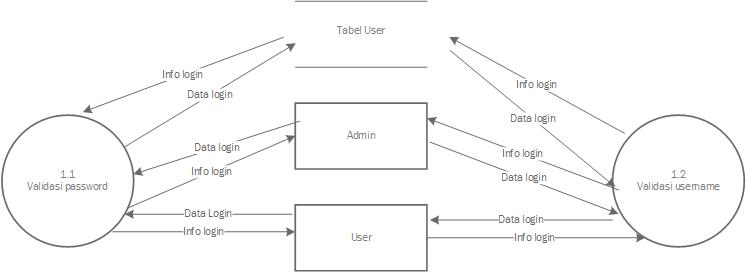 Tabel User
Info login
Info login
Data login
Data login
1.1
Validasi password
Admin
1.2
Validasi username
Data login
Info login
Info login
Data login
Data Login
Data login
Info login
User
Info login